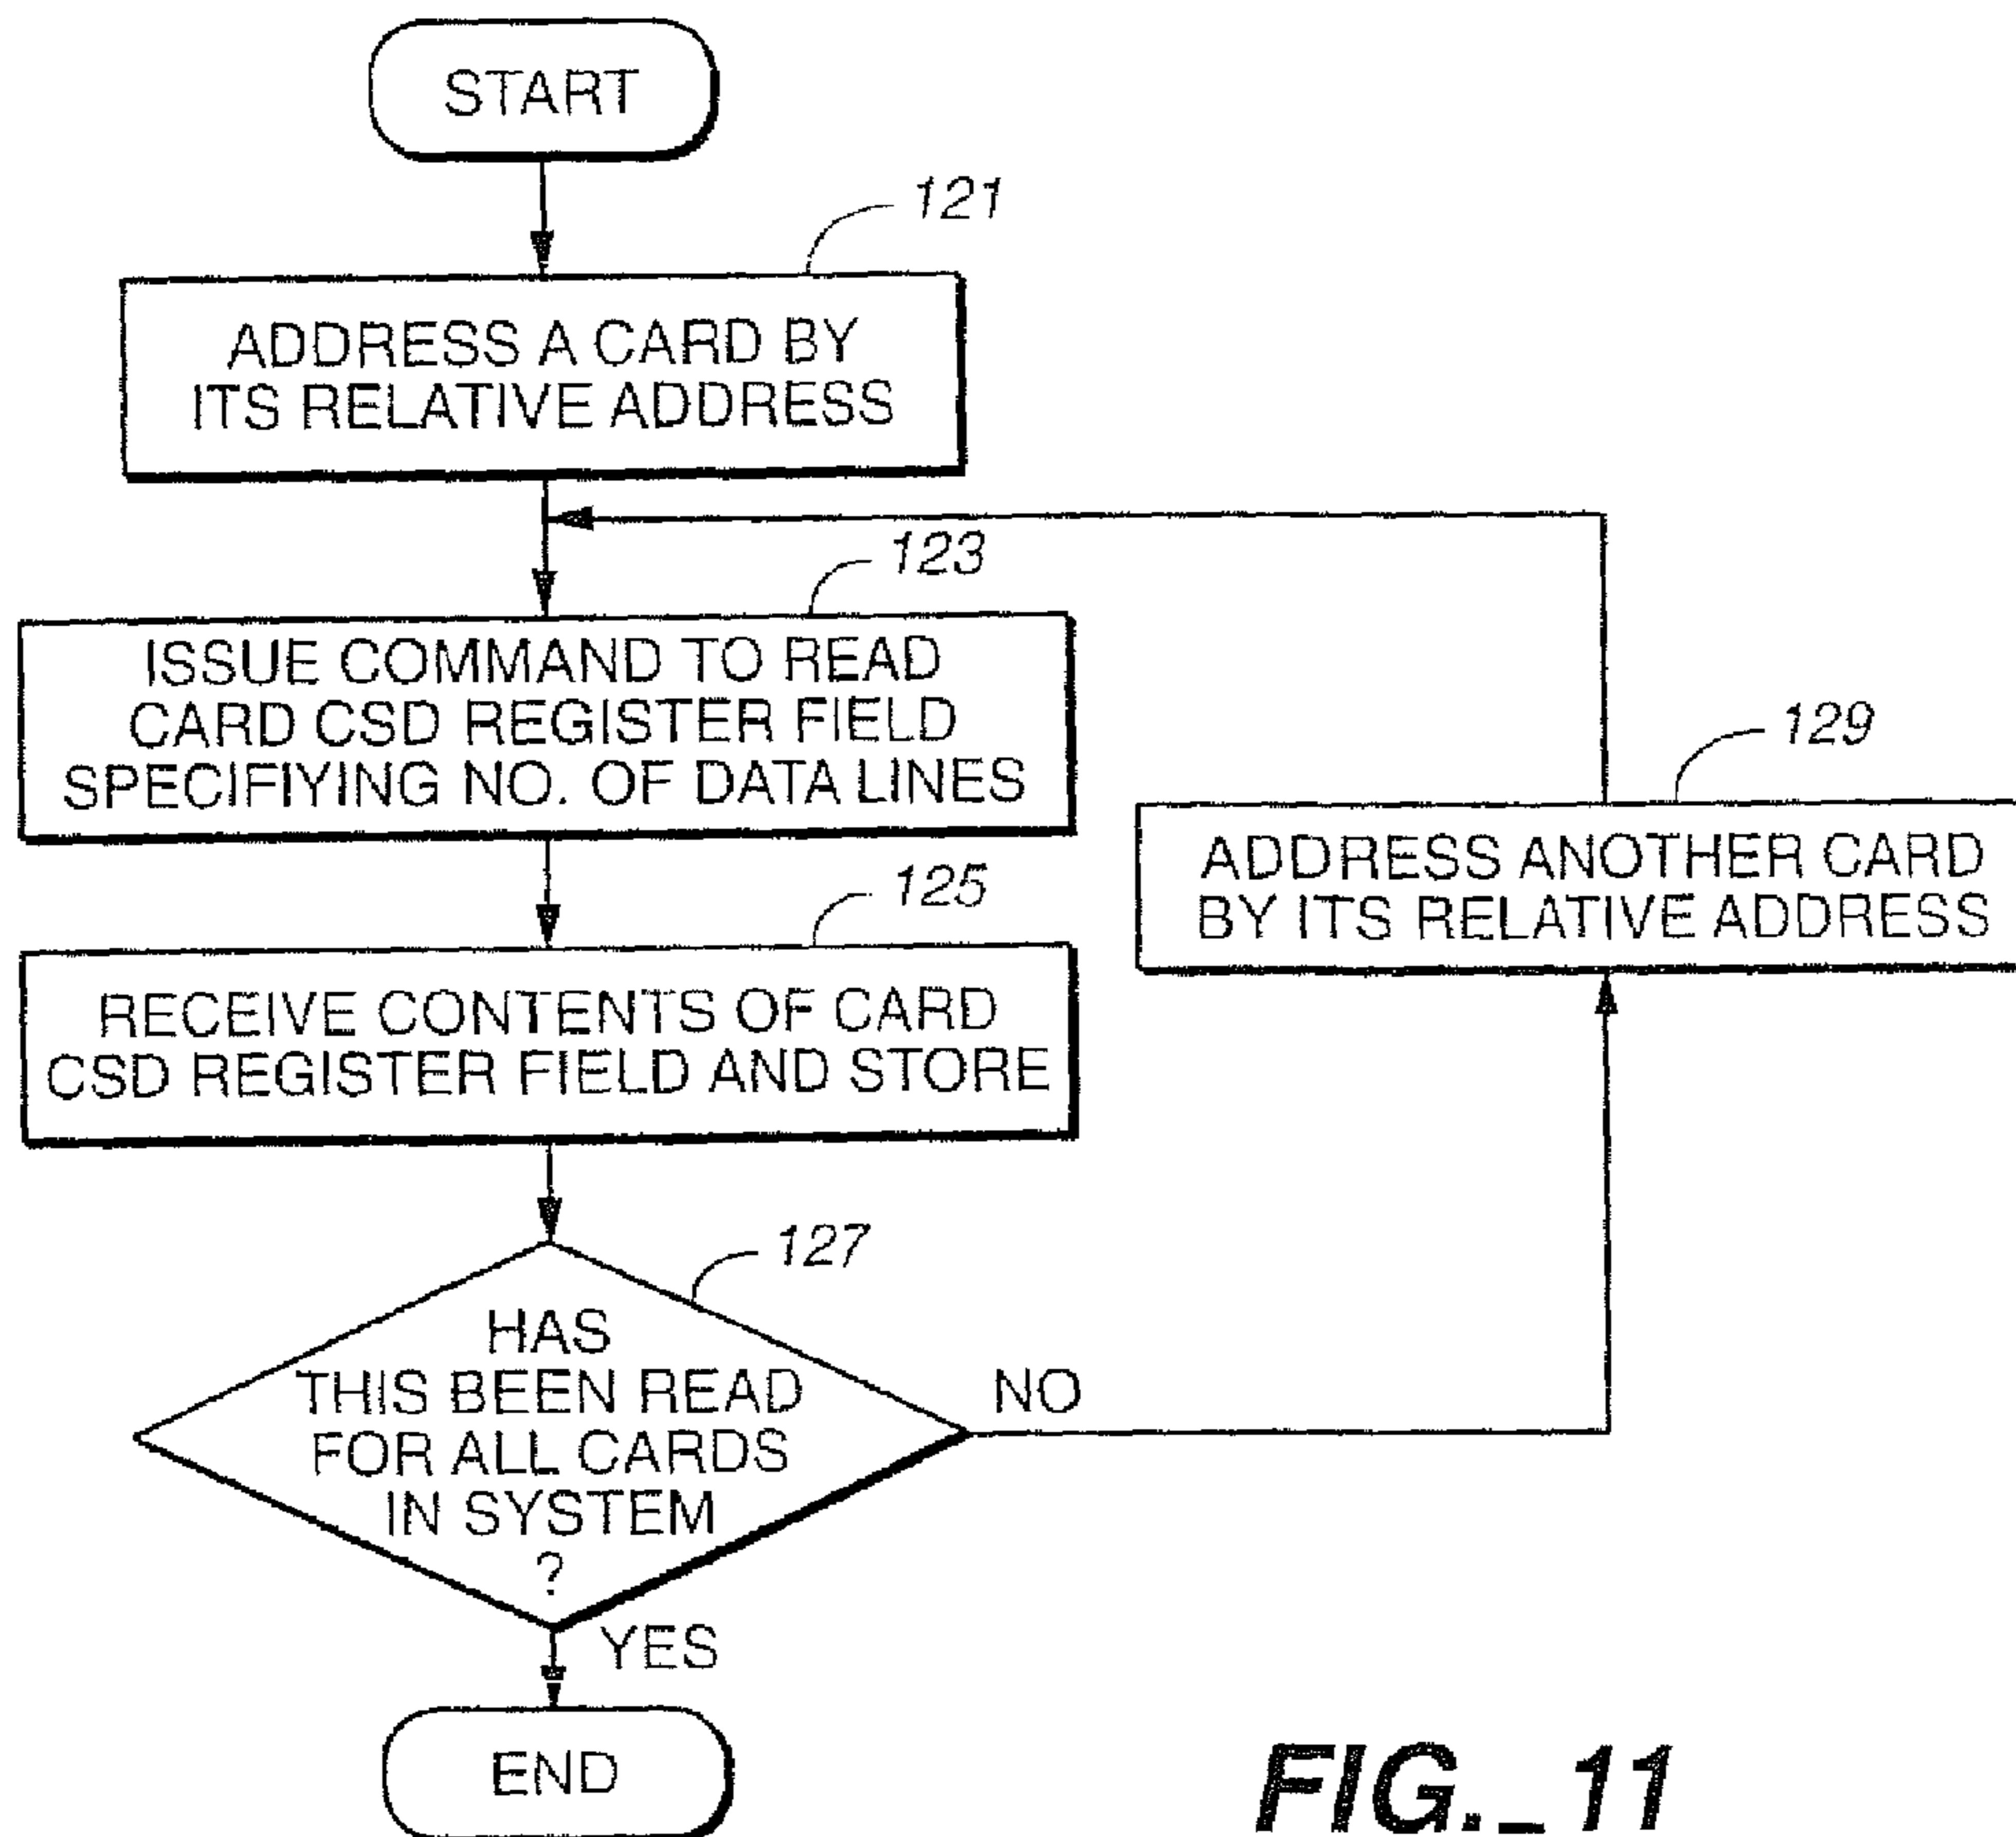 START
121
ADDRESS A CARD BY
ITS RELATIVE ADDRESS
123
ISSUE COMMAND TO READ
CARD CSD REGISTER FIELD
SPECIFIYING NO. OF DATA LINES
129
ADDRESS ANOTHER CARD
BY ITS RELATIVE ADDRESS
125
RECEIVE CONTENTS OF CARD
CSD REGISTER FIELD AND STORE
127
HAS
THIS BEEN READ
FOR ALL CARDS
IN SYSTEM
?
NO
YES
END
FIG._11